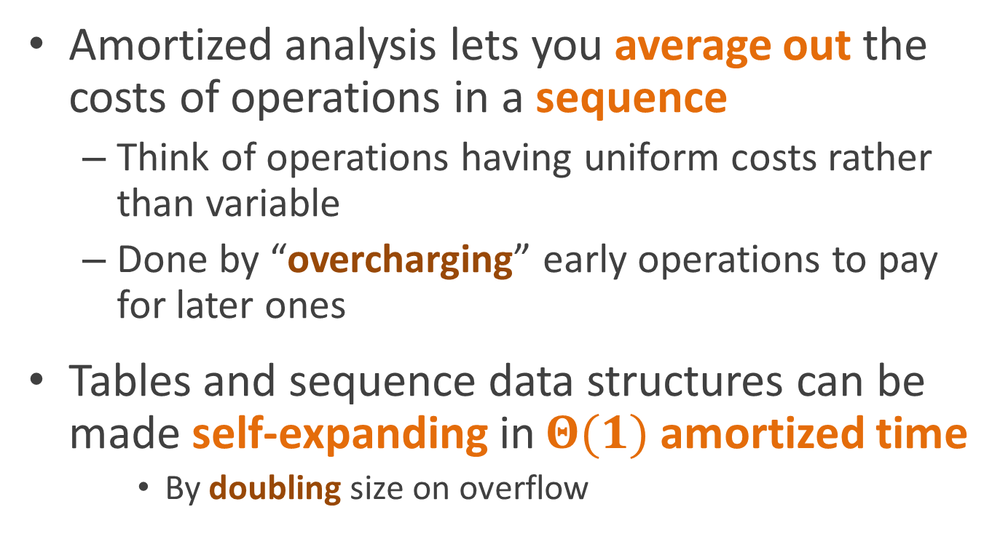 • Amortized analysis lets you average out the
costs of operations in a sequence
– Think of operations having uniform costs rather
than variable
– Done by “overcharging” early operations to pay
for later ones
• Tables and sequence data structures can be
made self-expanding in Θ(1) amortized time
• By doubling size on overflow